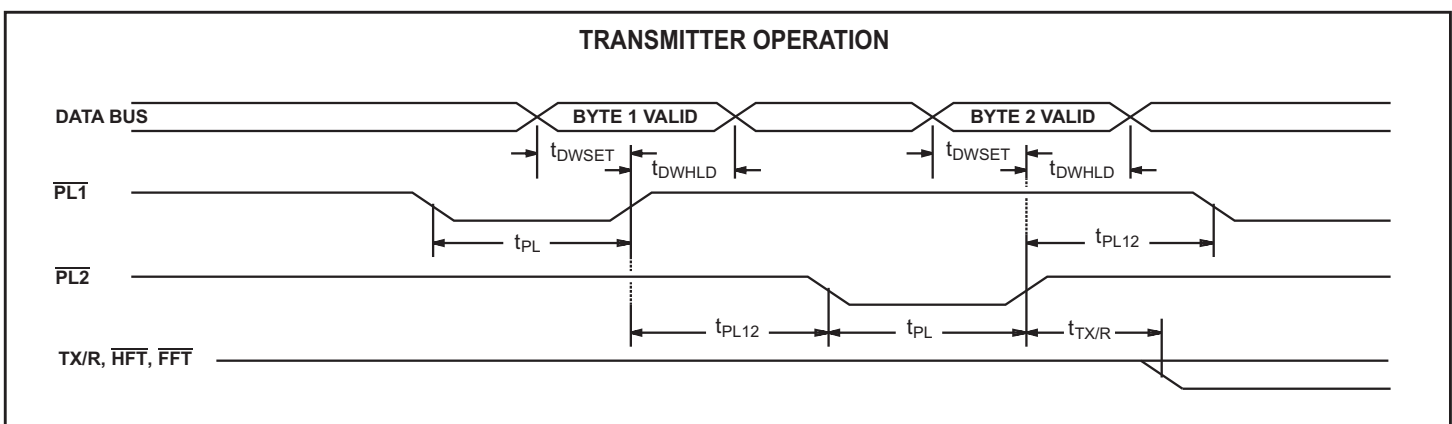 TRANSMITTER OPERATION
DATA BUS
BYTE 1 VALID
BYTE 2 VALID
tDWSET
tDWHLD
tDWSET
tDWHLD
PL1
tPL
tPL12
PL2
tPL12
tPL
tTX/R
TX/R, HFT, FFT